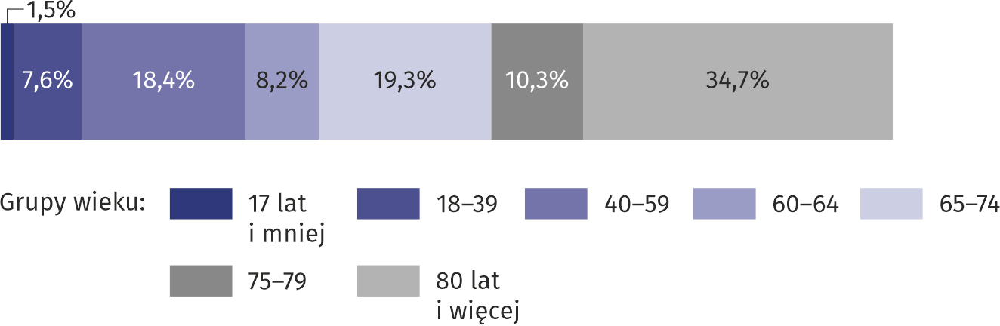 1,5%
7,6% 18,4% 8,2% 19,3% 10,3% 34,7%
Grupy wieku: 17 lat i mniej 18–39 40–59 60–64 65–74
75–79 80 lat i więcej